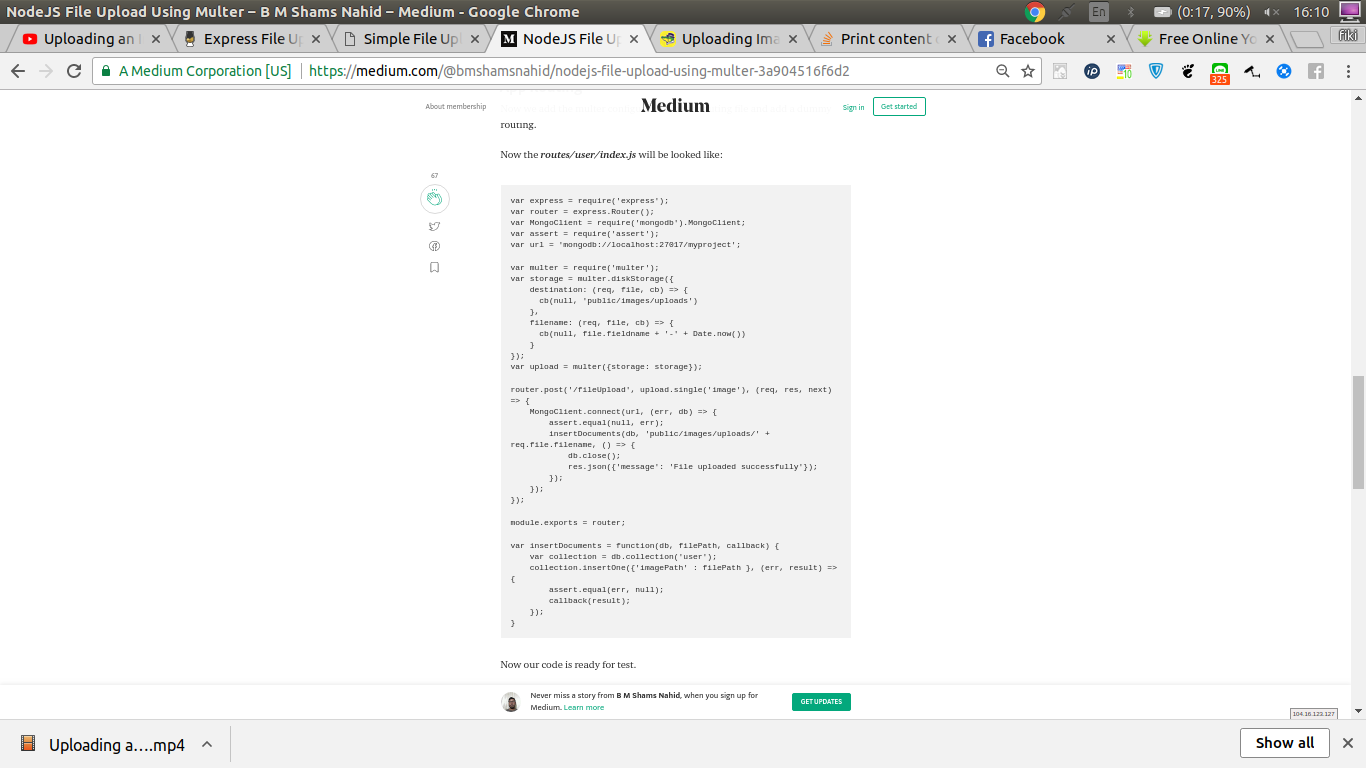 NodeJS File Upload Using Multer – B M Shams Nahid – Medium - Google Chrome
En
(0:17, 90%)
16:10
Uploading an
Express File Up
Simple File Upl
NodeJS File Up
Uploading Ima
Print content o
Facebook
Free Online Yo
fiki
A Medium Corporation [US]
https://medium.com/@bmshamsnahid/nodejs-file-upload-using-multer-3a904516f6d2
325
About membership
Medium
Sign in
Get started
routing.
Now the routes/user/index.js will be looked like:
67
var express = require('express');
var router = express.Router();
var MongoClient = require('mongodb').MongoClient;
var assert = require('assert');
var url = 'mongodb://localhost:27017/myproject';
var multer = require('multer');
var storage = multer.diskStorage({
    destination: (req, file, cb) => {
      cb(null, 'public/images/uploads')
    },
    filename: (req, file, cb) => {
      cb(null, file.fieldname + '-' + Date.now())
    }
});
var upload = multer({storage: storage});
router.post('/fileUpload', upload.single('image'), (req, res, next)
=> {
    MongoClient.connect(url, (err, db) => {
        assert.equal(null, err);
        insertDocuments(db, 'public/images/uploads/' +
req.file.filename, () => {
            db.close();
            res.json({'message': 'File uploaded successfully'});
        });
    });
});
module.exports = router;
var insertDocuments = function(db, filePath, callback) {
    var collection = db.collection('user');
    collection.insertOne({'imagePath' : filePath }, (err, result) =>
{
        assert.equal(err, null);
        callback(result);
    });
}
Now our code is ready for test.
Never miss a story from B M Shams Nahid, when you sign up for
Medium. Learn more
GET UPDATES
104.16.123.127
Uploading a....mp4
Show all